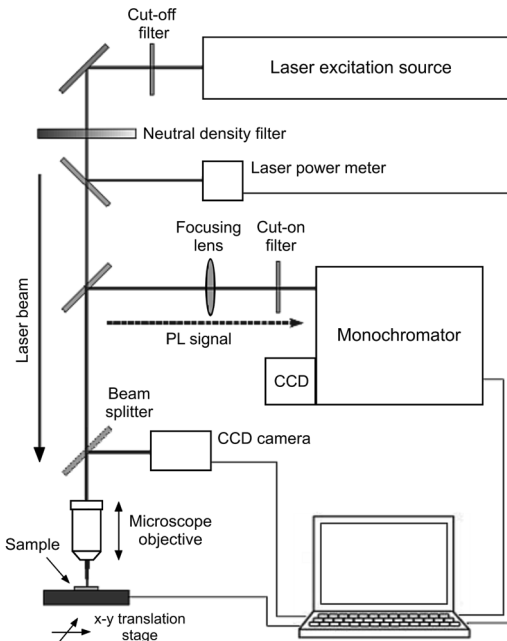 Cut-off
filter
Laser excitation source
Neutral density filter
Laser power meter
Focusing
lens
Cut-on
filter
Laser beam
PL signal
Monochromator
CCD
Beam
splitter
CCD camera
Microscope
objective
Sample
x-y translation
stage